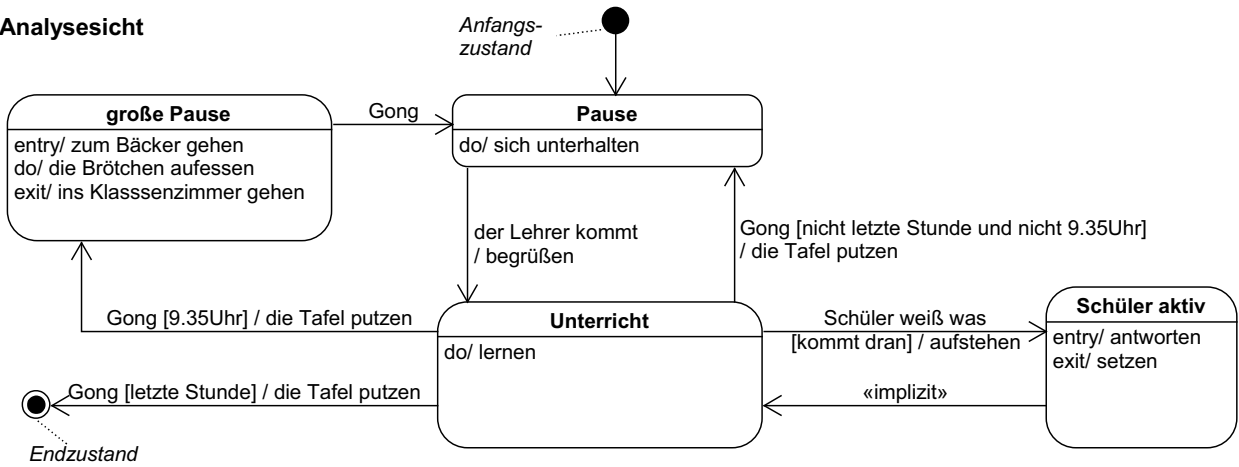 Analysesicht
Anfangs-
zustand
große Pause
entry/ zum Bäcker gehen
do/ die Brötchen aufessen
exit/ ins Klasssenzimmer gehen
Gong
Pause
do/ sich unterhalten
der Lehrer kommt
/ begrüßen
Gong [nicht letzte Stunde und nicht 9.35Uhr]
/ die Tafel putzen
Gong [9.35Uhr] / die Tafel putzen
Unterricht
do/ lernen
Schüler weiß was
[kommt dran] / aufstehen
Schüler aktiv
entry/ antworten
exit/ setzen
«implizit»
Gong [letzte Stunde] / die Tafel putzen
Endzustand